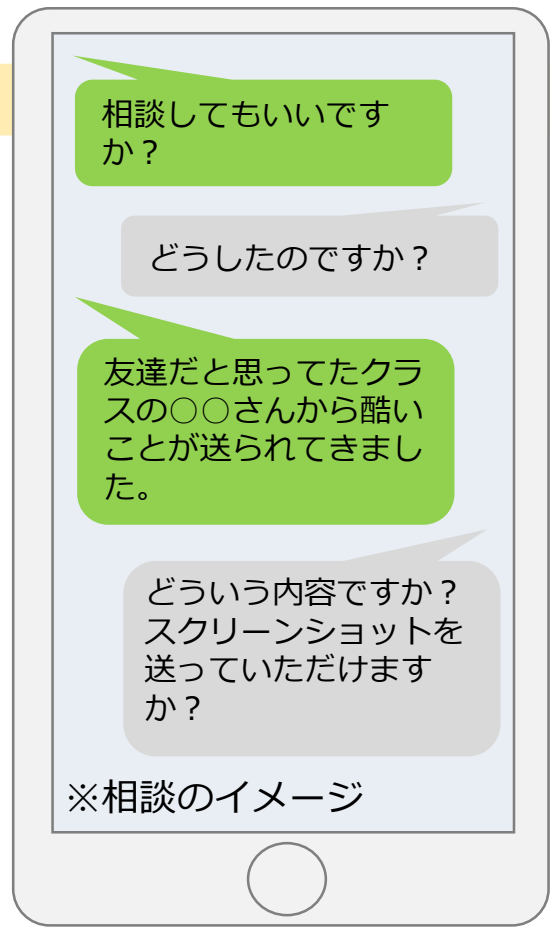 相談してもいいです
か？
どうしたのですか？
友達だと思ってたクラ
スの○○さんから酷い
ことが送られてきまし
た。
どういう内容ですか？
スクリーンショットを
送っていただけます
か？
※相談のイメージ